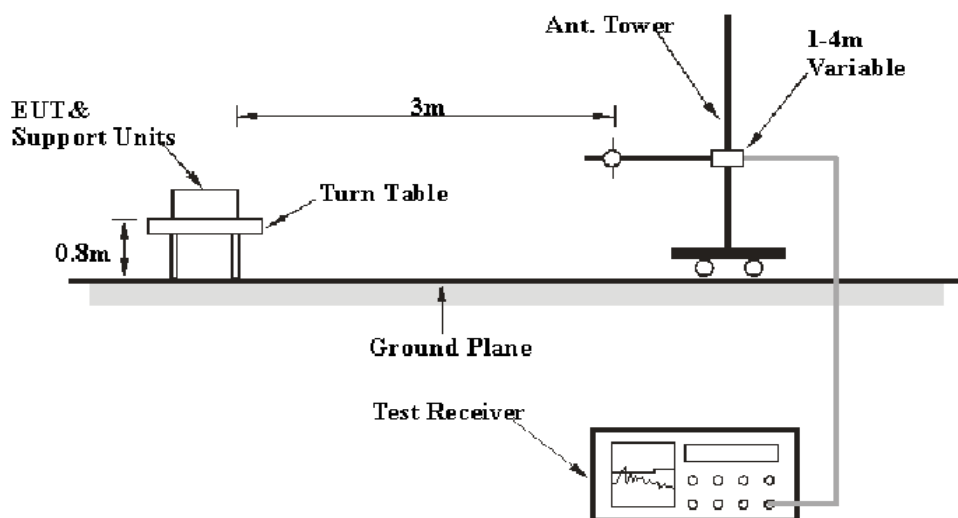 Ant. Tower
1-4m
Variable
3m
EUT&
Support Units
Turn Table
0.8m
Ground Plane
Test Receiver